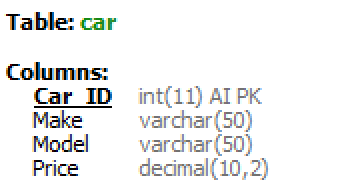 Table: car
Columns:
Car_ID int(11) AI PK
Make varchar(50)
Model varchar(50)
Price decimal(10,2)